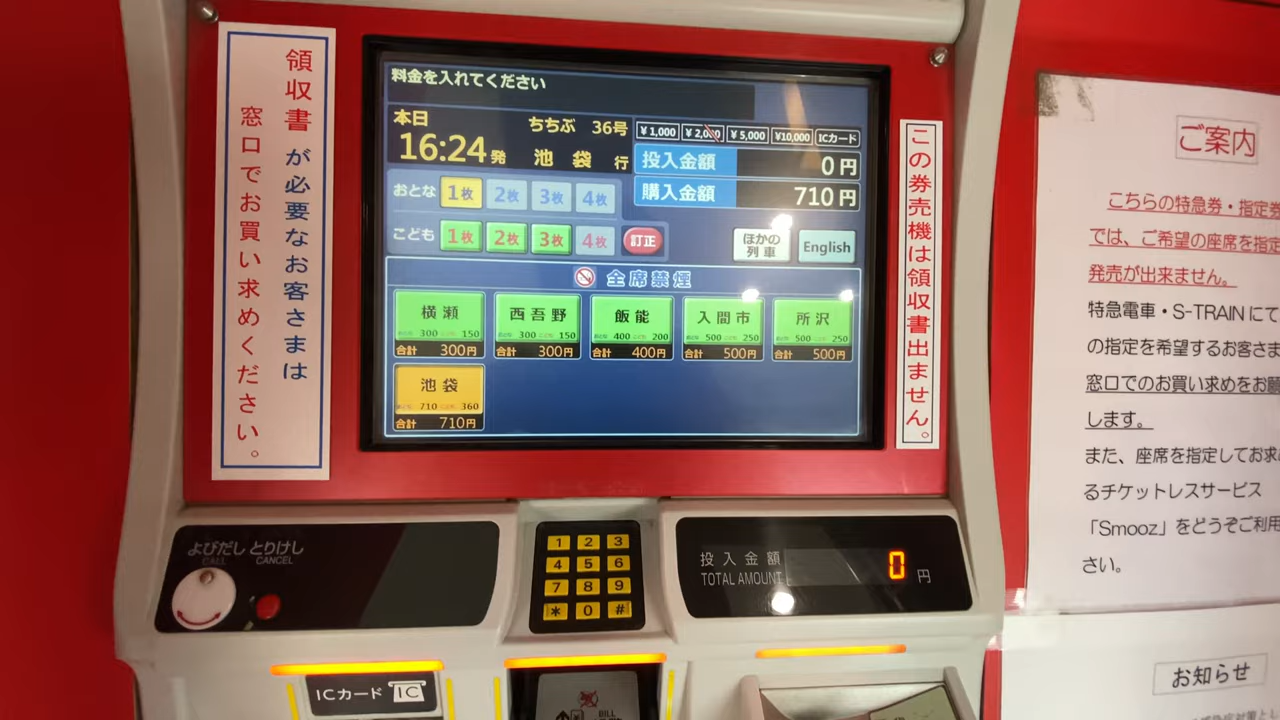 領収書が必要なお客さまは
窓口でお買い求めください。
料金を入れてください
本日
ちちぶ 36号
16:24発 池袋 行
¥1,000 ¥2,000 ¥5,000 ¥10,000 ICカード
投入金額 0円
購入金額 710円
おとな 1枚 2枚 3枚 4枚
こども 1枚 2枚 3枚 4枚 訂正
ほかの
列車
English
全席禁煙
横瀬 西吾野 飯能 入間市 所沢
300 150 300 150 400 200 500 250 500 250
合計 300円 合計 300円 合計 400円 合計 500円 合計 500円
池袋
710 360
合計 710円
この券売機は領収書出ません。
ご案内
こちらの特急券・指定券
では、ご希望の座席を指定
発売が出来ません。
特急電車・S-TRAINにて
の指定を希望するお客さま
窓口でのお買い求めをお願
します。
また、座席を指定してお求
るチケットレスサービス
「Smooz」をどうぞご利用
さい。
お知らせ
よびだし とりけし
CALL CANCEL
1 2 3
4 5 6
7 8 9
* 0 #
投入金額
TOTAL AMOUNT 0 円
ICカード IC
BILL